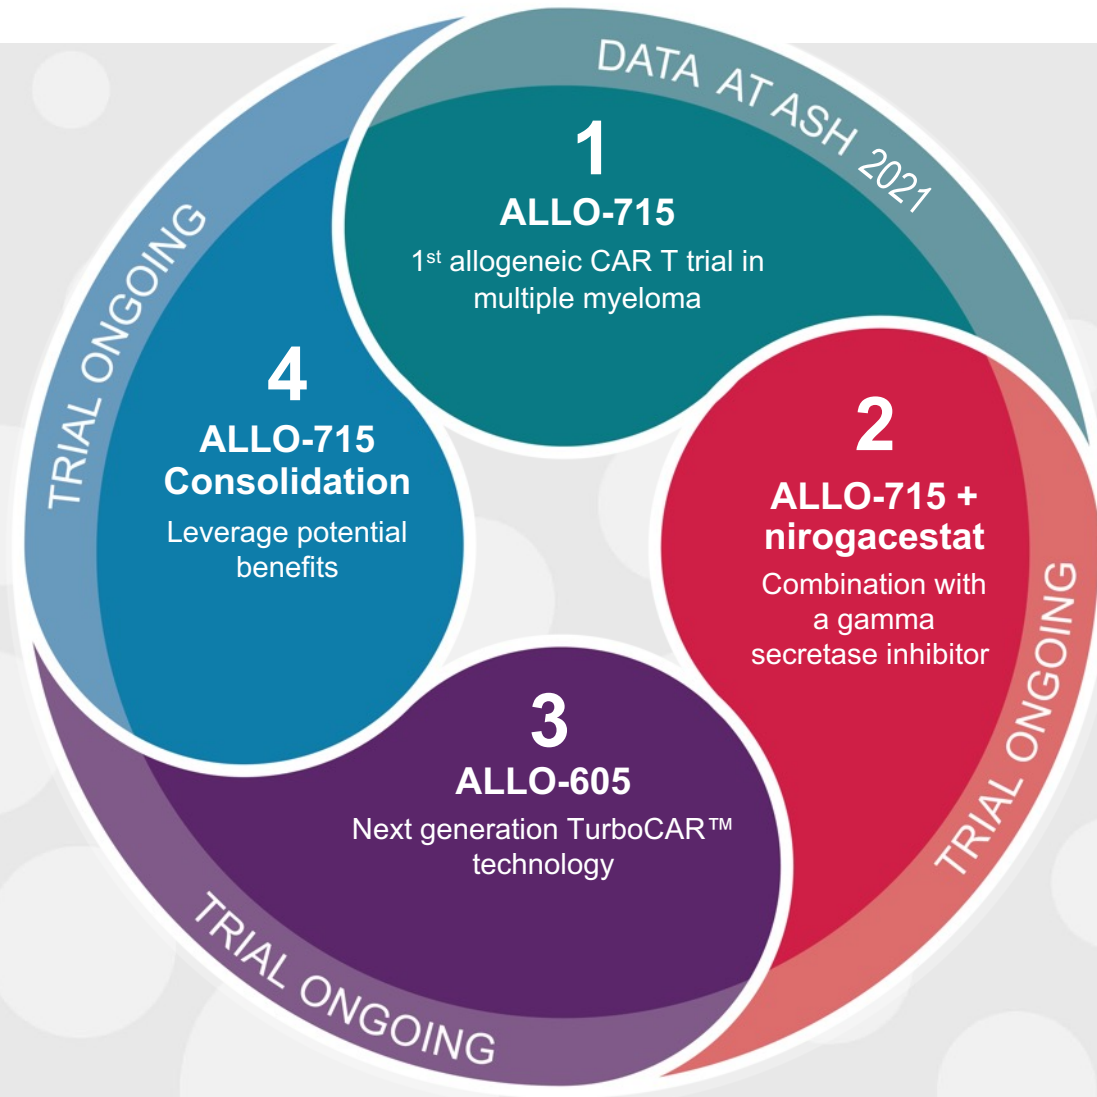 DATA AT ASH 2021
1
ALLO-715
1st allogeneic CAR T trial in
multiple myeloma
2
ALLO-715 +
nirogacestat
Combination with
a gamma
secretase inhibitor
TRIAL ONGOING
3
ALLO-605
Next generation TurboCAR™
technology
TRIAL ONGOING
4
ALLO-715
Consolidation
Leverage potential
benefits
TRIAL ONGOING